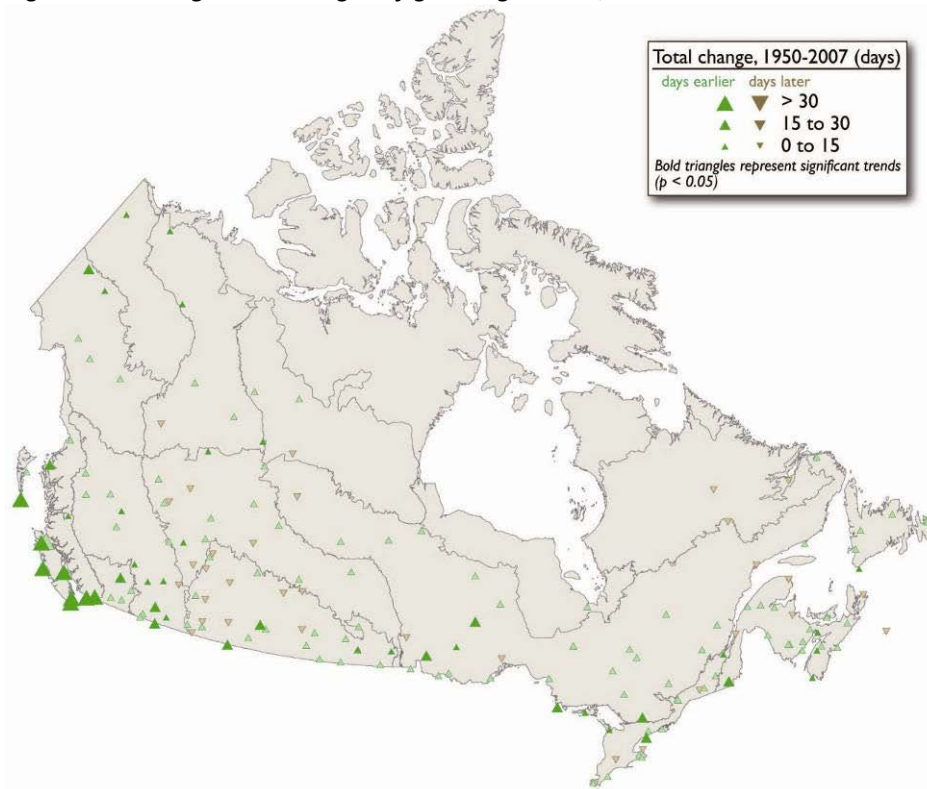 Total change, 1950-2007 (days)
days earlier days later
> 30
15 to 30
0 to 15
Bold triangles represent significant trends
(p < 0.05)